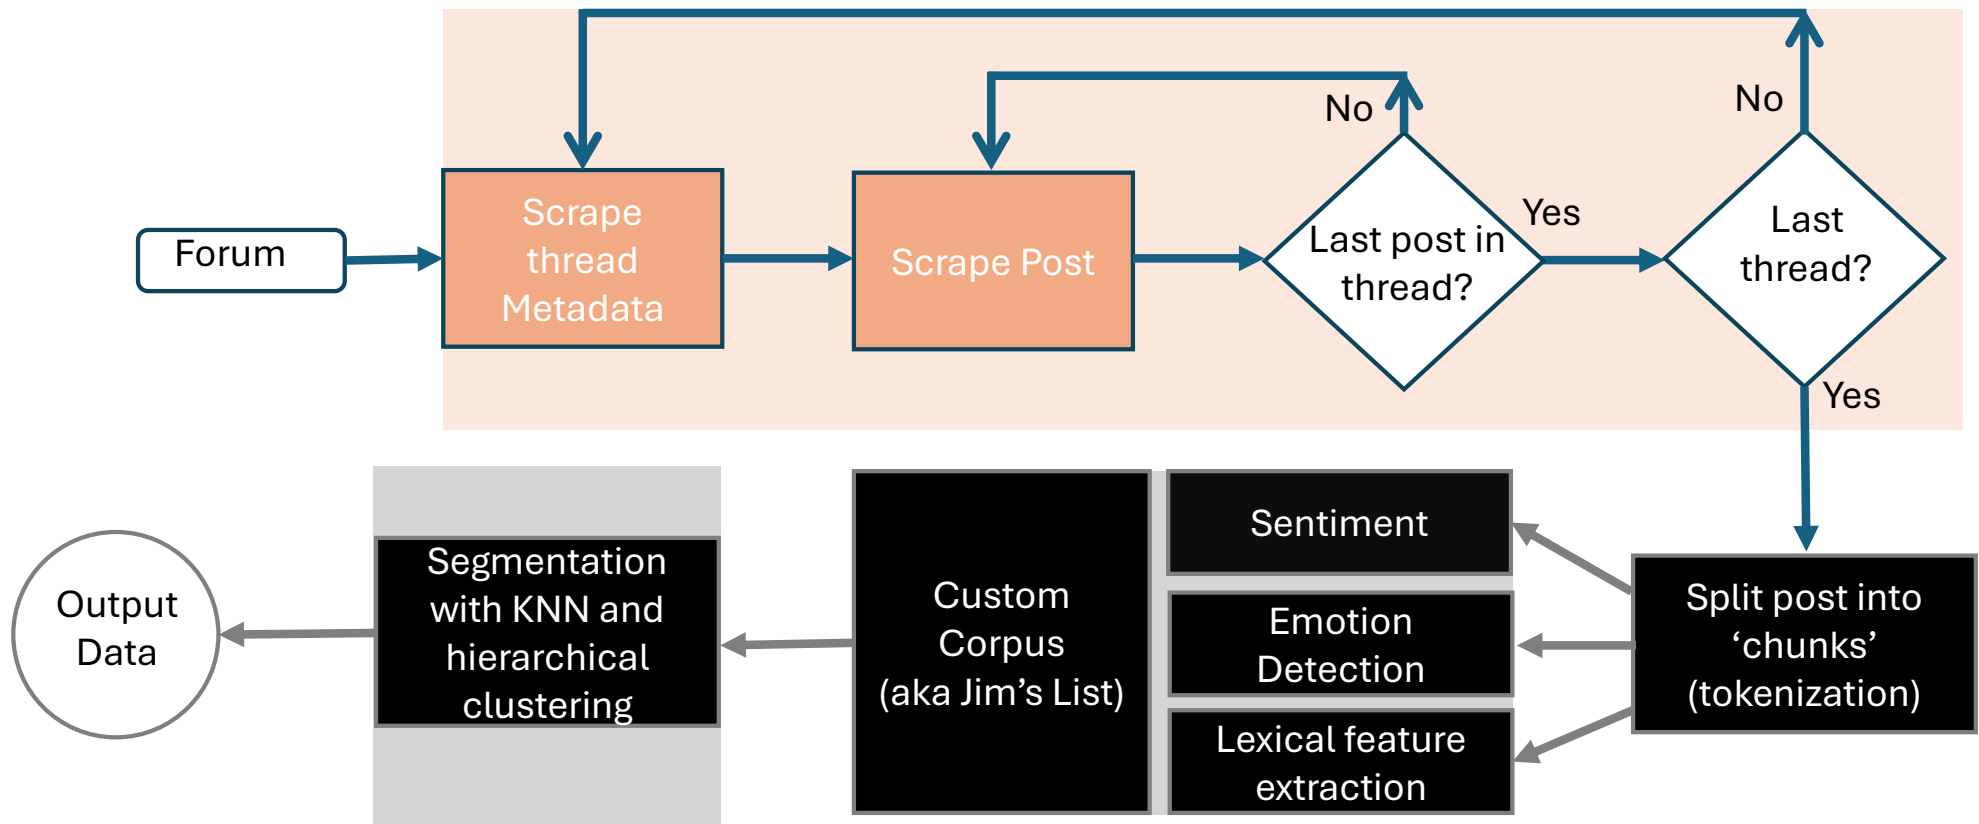 No
No
Forum
Scrape
thread
Metadata
Scrape Post
Last post in
thread?
Yes
Last
thread?
Yes
Split post into
‘chunks’
(tokenization)
Sentiment
Emotion
Detection
Lexical feature
extraction
Custom
Corpus
(aka Jim’s List)
Segmentation
with KNN and
hierarchical
clustering
Output
Data